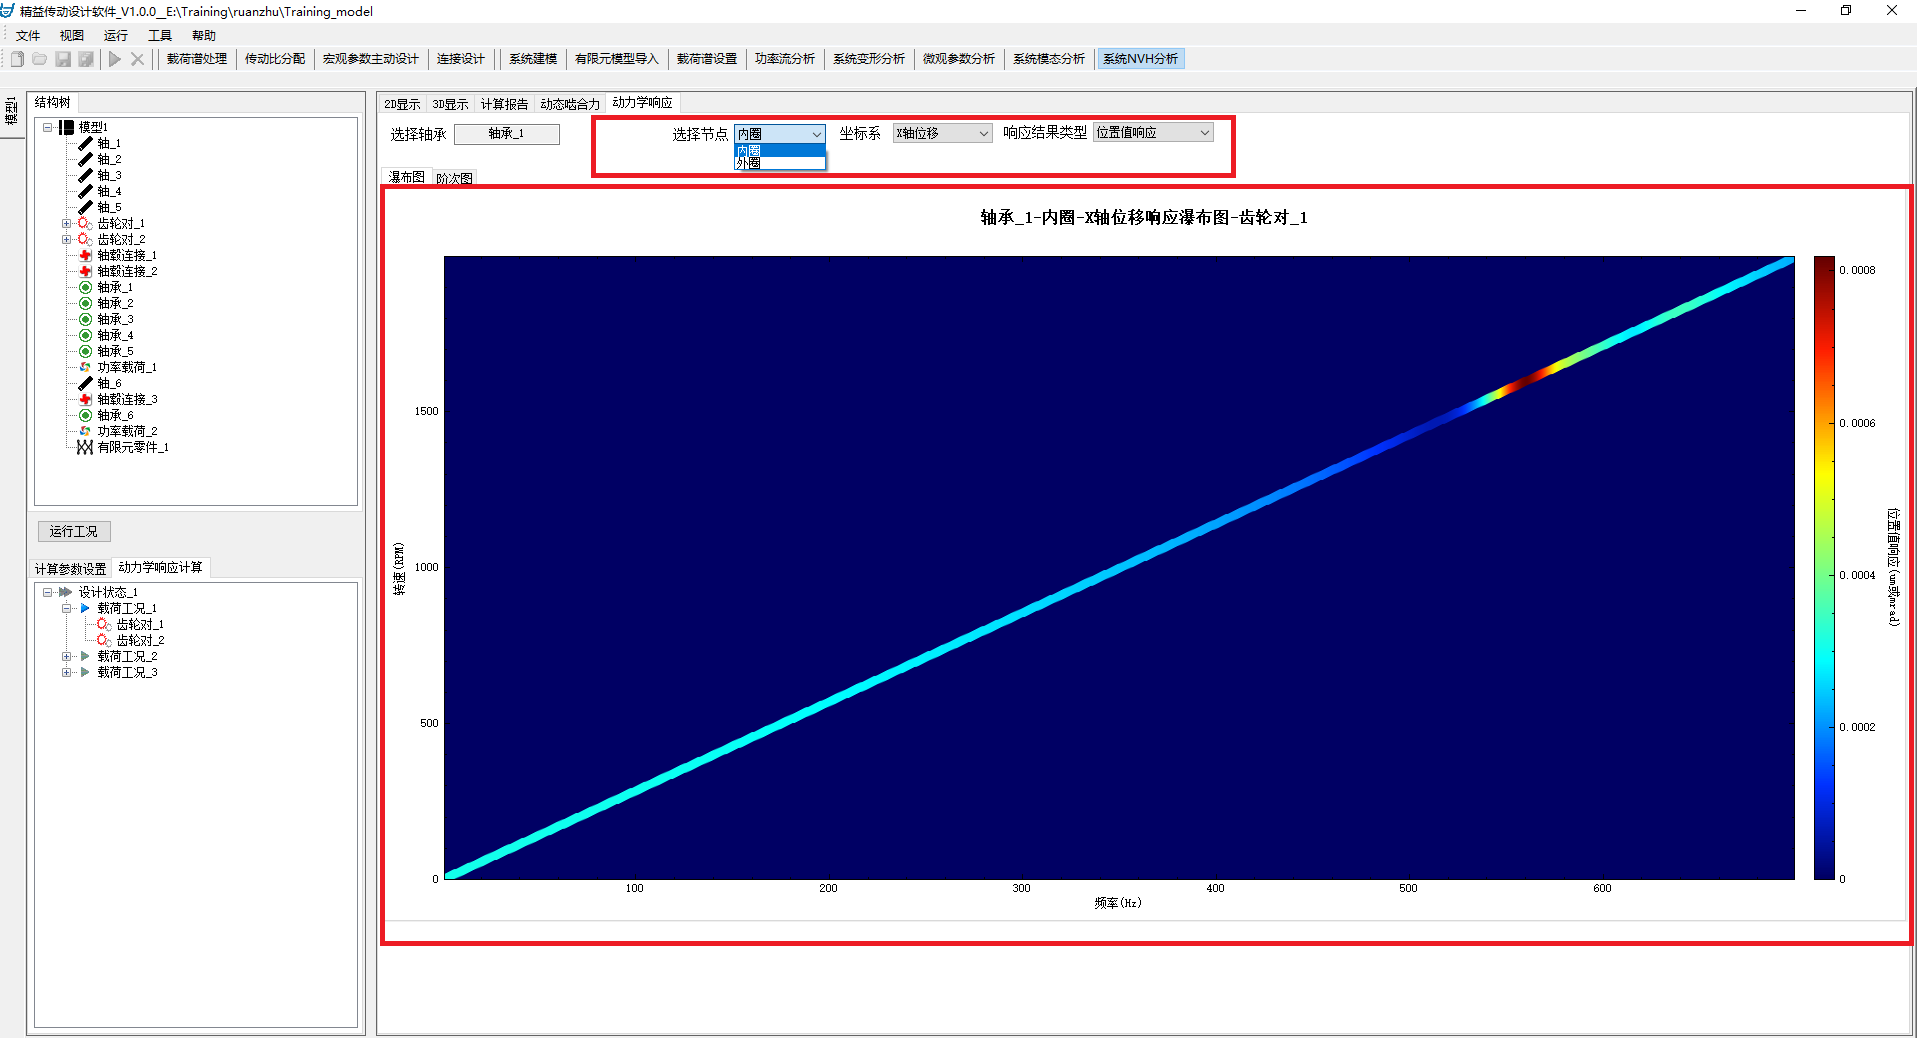 精益传动设计软件_V1.0.0__E:\Training\ruanzhu\Training_model
文件 视图 运行 工具 帮助
载荷谱处理 传动比分配 宏观参数主动设计 连接设计 系统建模 有限元模型导入 载荷谱设置 功率流分析 系统变形分析 微观参数分析 系统模态分析 系统NVH分析
模型1
结构树
模型1
轴_1
轴_2
轴_3
轴_4
轴_5
齿轮对_1
齿轮对_2
轴毂连接_1
轴毂连接_2
轴承_1
轴承_2
轴承_3
轴承_4
轴承_5
功率载荷_1
轴_6
轴毂连接_3
轴承_6
功率载荷_2
有限元零件_1
运行工况
计算参数设置 动力学响应计算
设计状态_1
载荷工况_1
齿轮对_1
齿轮对_2
载荷工况_2
载荷工况_3
2D显示 3D显示 计算报告 动态啮合力 动力学响应
选择轴承 轴承_1 选择节点 内圈 坐标系 X轴位移 响应结果类型 位置值响应
内圈
外圈
瀑布图 阶次图
轴承_1-内圈-X轴位移响应瀑布图-齿轮对_1
转速(RPM)
1500
1000
500
0
100 200 300 400 500 600
频率(Hz)
0.0008
0.0006
0.0004
0.0002
0
位置值响应(um或mrad)